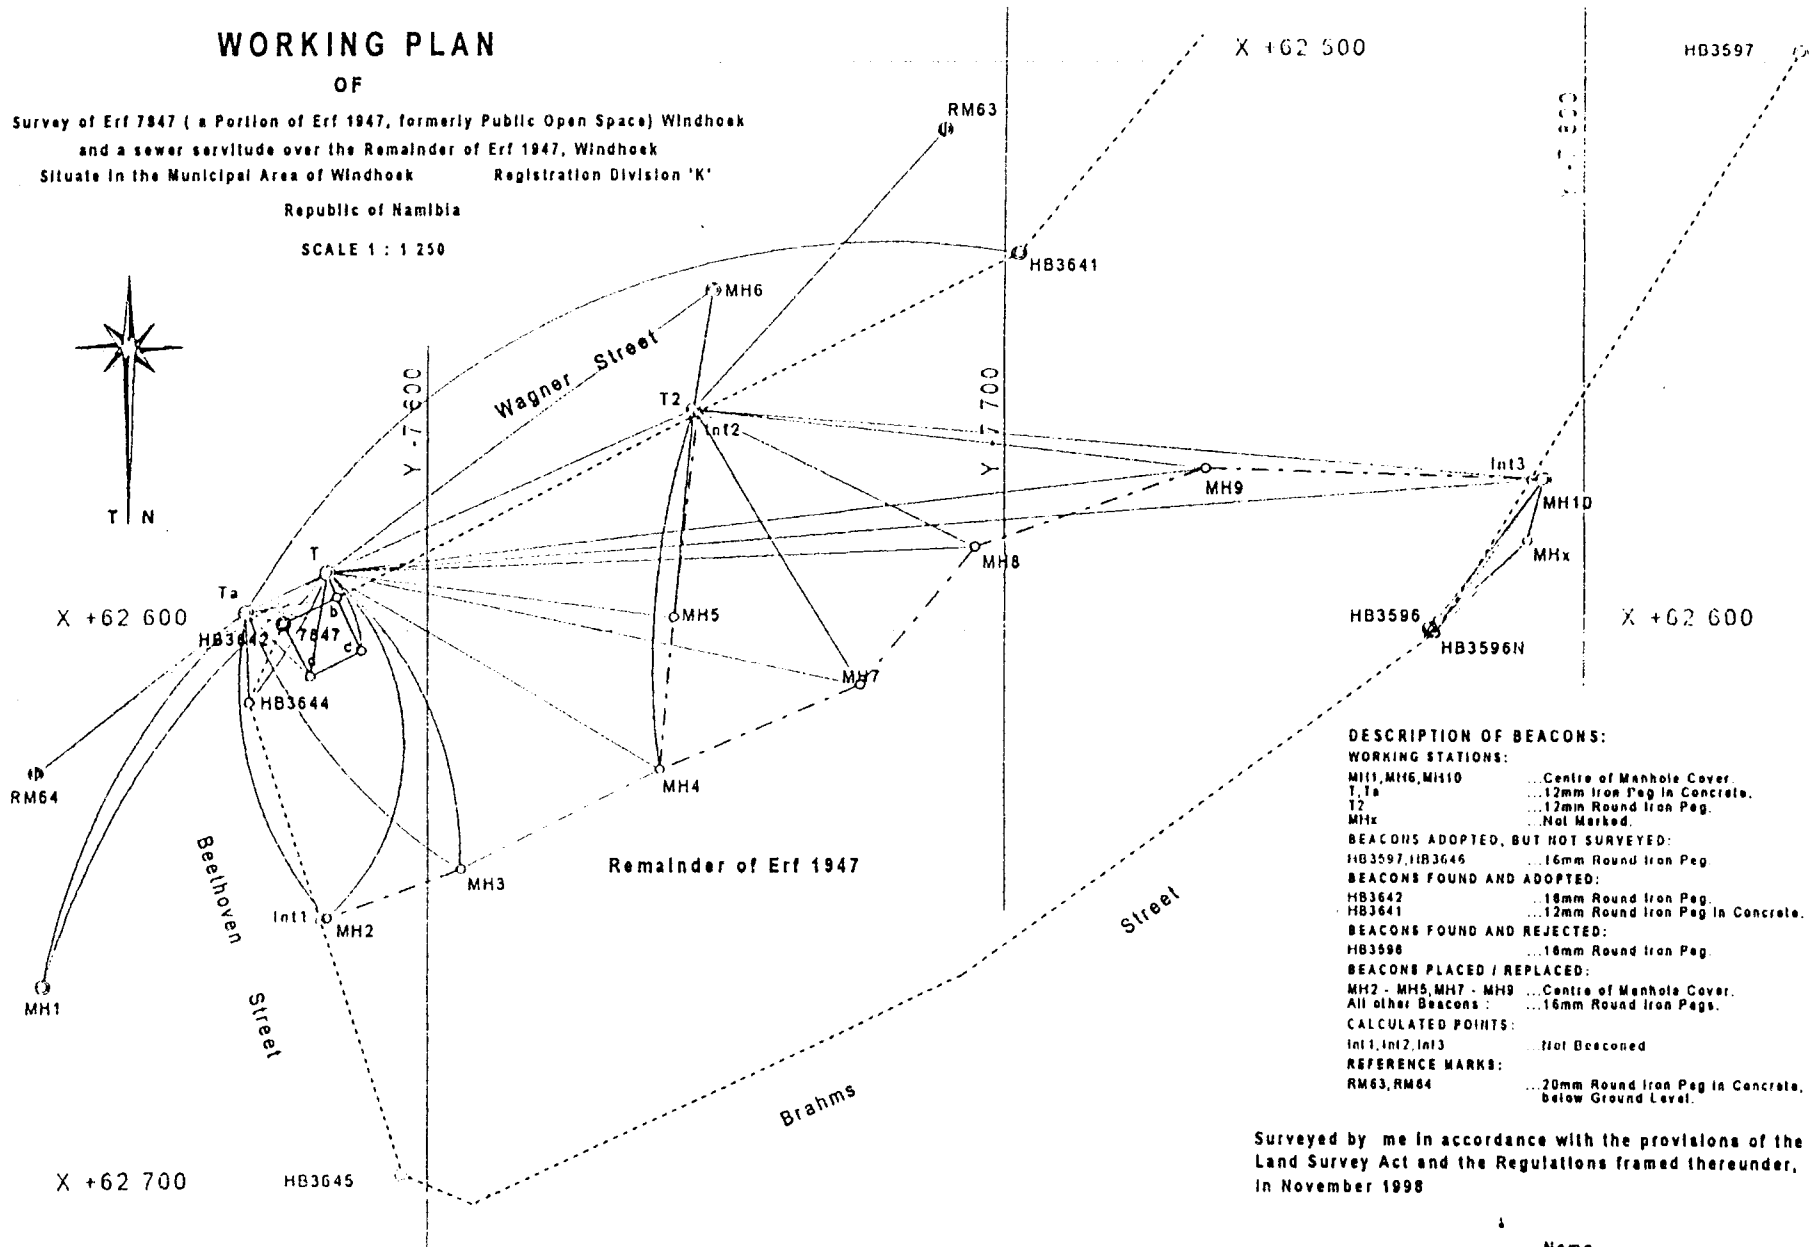 WORKING PLAN
OF
Survey of Erf 7847 ( a Portion of Erf 1947, formerly Public Open Space) Windhoek
and a sewer servitude over the Remainder of Erf 1947, Windhoek
Situate in the Municipal Area of Windhoek Registration Division 'K'
Republic of Namibia
SCALE 1 : 1 250
X +62 500
HB3597
RM63
HB3641
MH6
Wagner Street
Y -7 600
Y -7 700
T2
Int2
T N
Int3
MH9
MH10
MH8
MHx
T
Ta
X +62 600
HB3642
7847
b
c
MH5
HB3596
X +62 600
HB3596N
MH7
HB3644
MH4
RM64
Beethoven Street
Remainder of Erf 1947
MH3
Int1
MH2
MH1
Brahms Street
X +62 700
HB3645
DESCRIPTION OF BEACONS:
WORKING STATIONS:
MH1,MH6,MH10 ...Centre of Manhole Cover.
T,Ta ...12mm Iron Peg in Concrete.
T2 ...12mm Round Iron Peg.
MHx ...Not Marked.
BEACONS ADOPTED, BUT NOT SURVEYED:
HB3597,HB3646 ...16mm Round Iron Peg.
BEACONS FOUND AND ADOPTED:
HB3642 ...16mm Round Iron Peg.
HB3641 ...12mm Round Iron Peg in Concrete.
BEACONS FOUND AND REJECTED:
HB3596 ...16mm Round Iron Peg.
BEACONS PLACED / REPLACED:
MH2 - MH5,MH7 - MH9 ...Centre of Manhole Cover.
All other Beacons : ...16mm Round Iron Pegs.
CALCULATED POINTS:
Int1,Int2,Int3 ...Not Beaconed
REFERENCE MARKS:
RM63,RM64 ...20mm Round Iron Peg in Concrete,
below Ground Level.
Surveyed by me in accordance with the provisions of the
Land Survey Act and the Regulations framed thereunder,
in November 1998